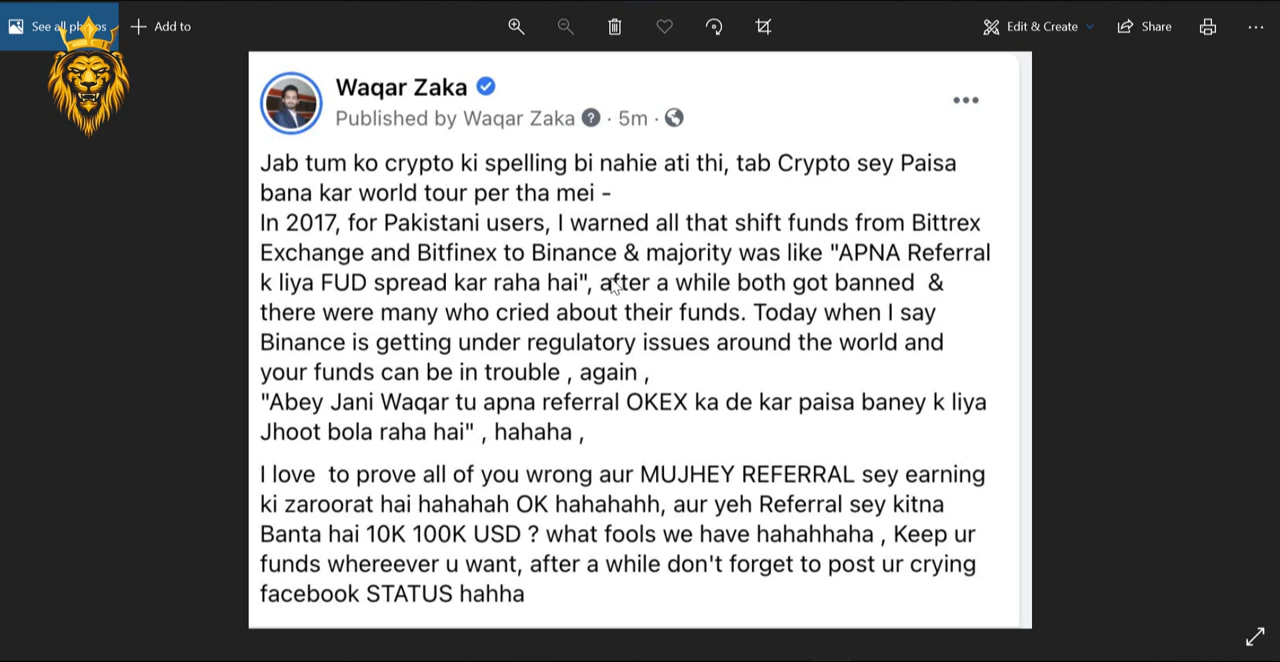 See all photos
Add to
Edit & Create
Share
Waqar Zaka
Published by Waqar Zaka ? · 5m ·
Jab tum ko crypto ki spelling bi nahie ati thi, tab Crypto sey Paisa
bana kar world tour per tha mei -
In 2017, for Pakistani users, I warned all that shift funds from Bittrex
Exchange and Bitfinex to Binance & majority was like "APNA Referral
k liya FUD spread kar raha hai", after a while both got banned &
there were many who cried about their funds. Today when I say
Binance is getting under regulatory issues around the world and
your funds can be in trouble , again ,
"Abey Jani Waqar tu apna referral OKEX ka de kar paisa baney k liya
Jhoot bola raha hai" , hahaha ,
I love to prove all of you wrong aur MUJHEY REFERRAL sey earning
ki zaroorat hai hahahah OK hahahahh, aur yeh Referral sey kitna
Banta hai 10K 100K USD ? what fools we have hahahhaha , Keep ur
funds whereever u want, after a while don't forget to post ur crying
facebook STATUS hahha